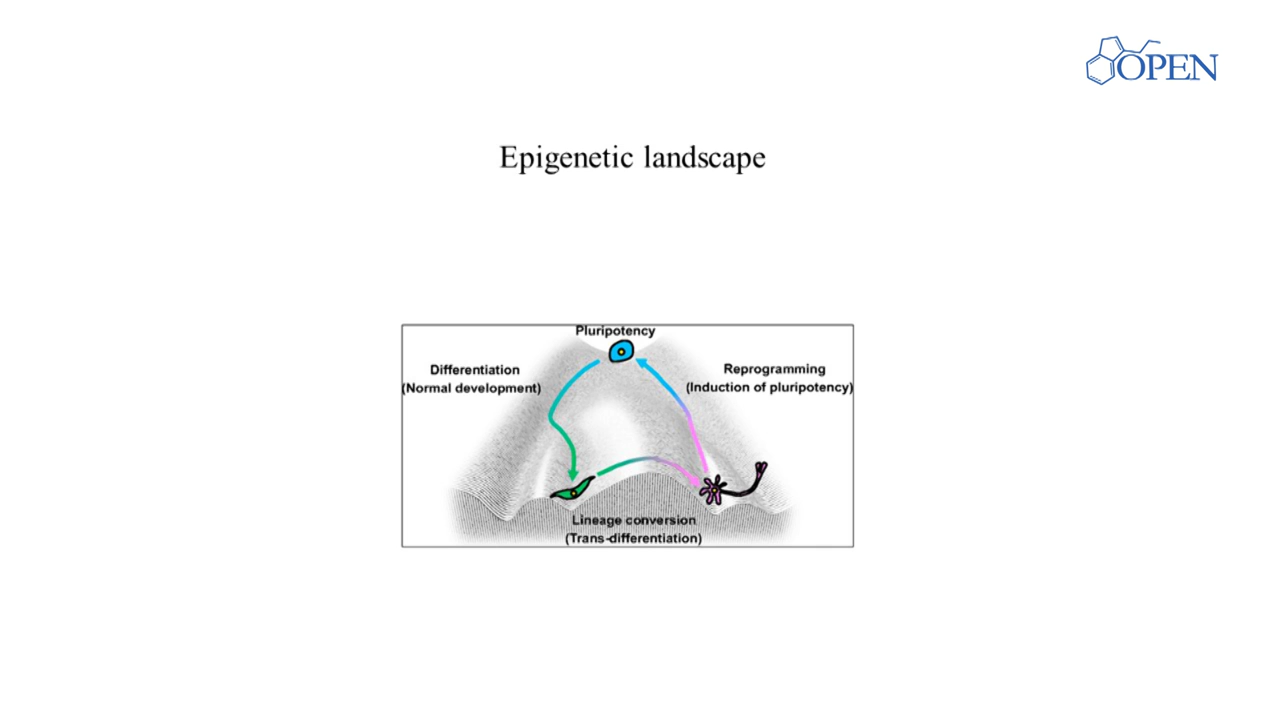 OPEN
Epigenetic landscape
Pluripotency
Differentiation
(Normal development)
Reprogramming
(Induction of pluripotency)
Lineage conversion
(Trans-differentiation)